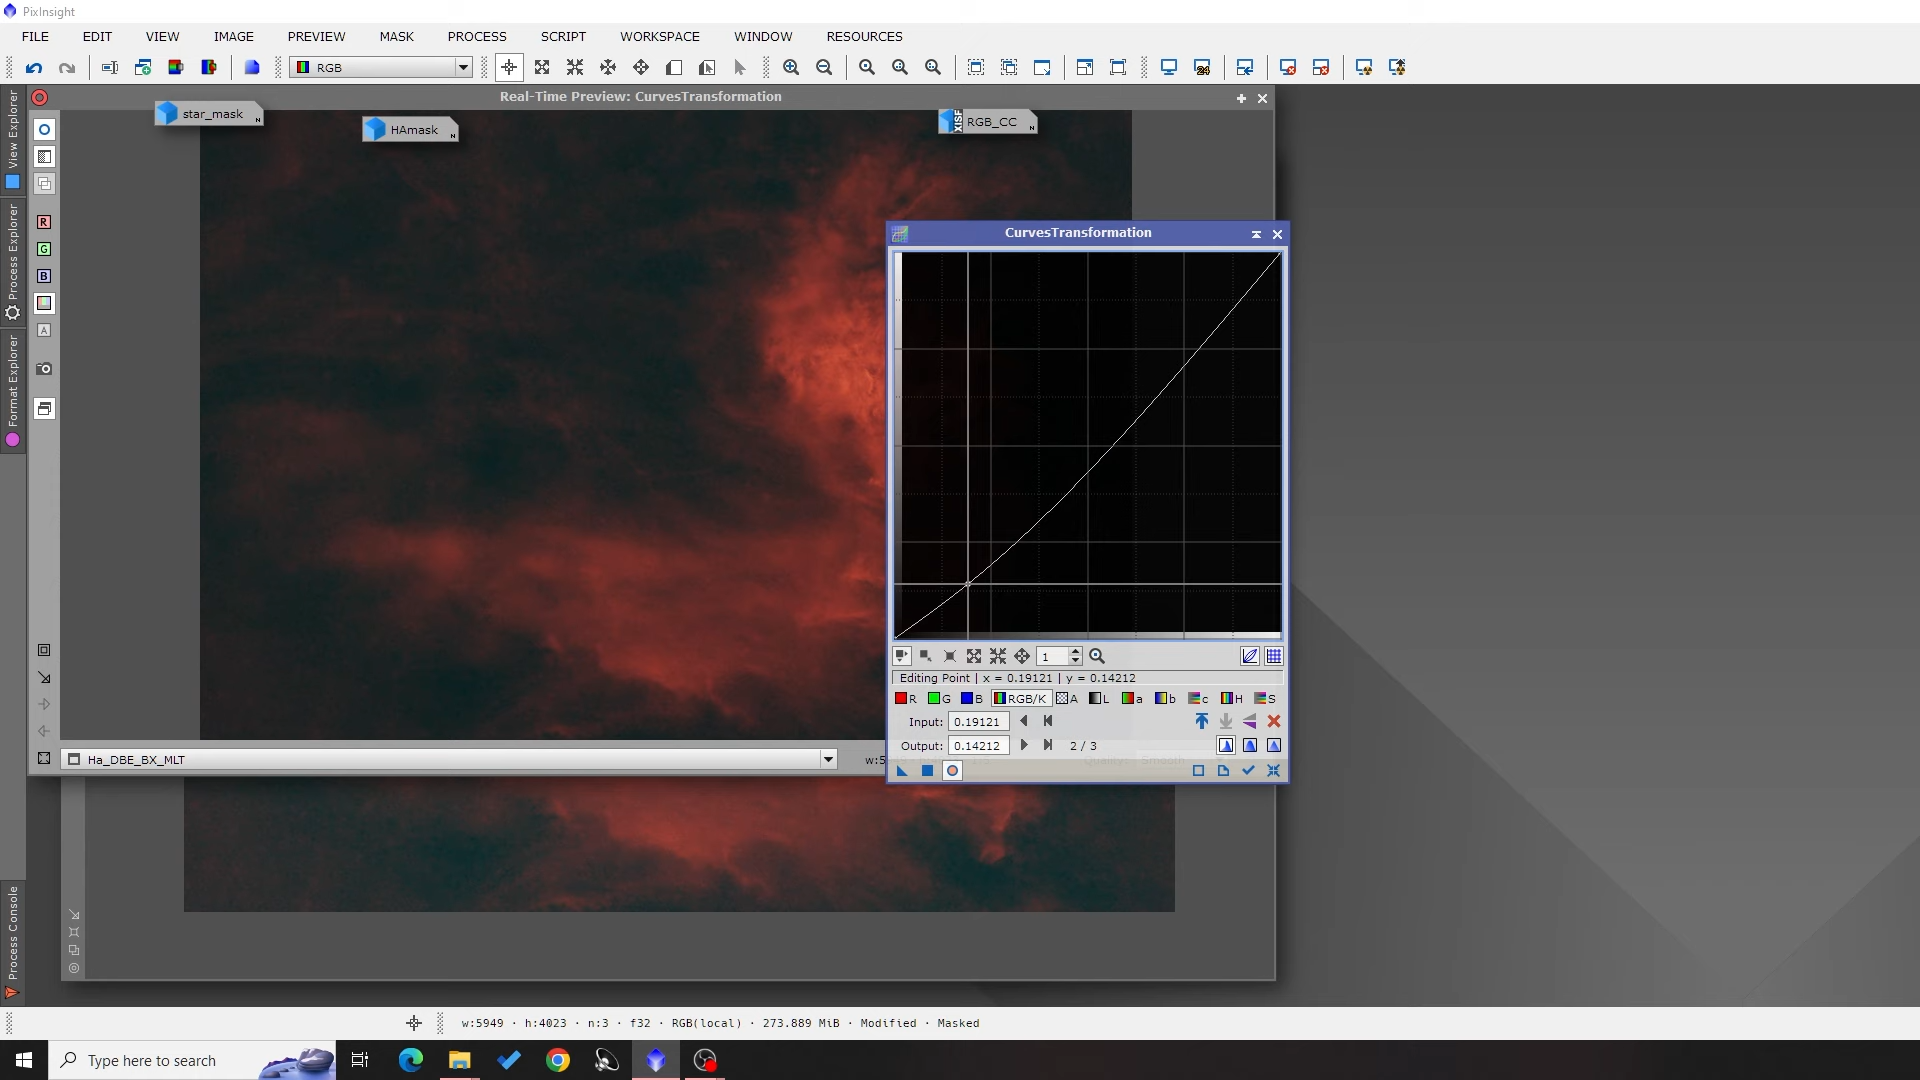 PixInsight
FILE EDIT VIEW IMAGE PREVIEW MASK PROCESS SCRIPT WORKSPACE WINDOW RESOURCES
RGB
24
Real-Time Preview: CurvesTransformation
star_mask
HAmask
XISF
RGB_CC
View Explorer
Process Explorer
Format Explorer
Process Console
R
G
B
A
CurvesTransformation
1
Editing Point | x = 0.19121 | y = 0.14212
R G B RGB/K A L a b c H S
Input: 0.19121
Output: 0.14212 2 / 3
Ha_DBE_BX_MLT
w:5949 · h:4023 · n:3 · f32 · RGB(local) · 273.889 MiB · Modified · Masked
Type here to search